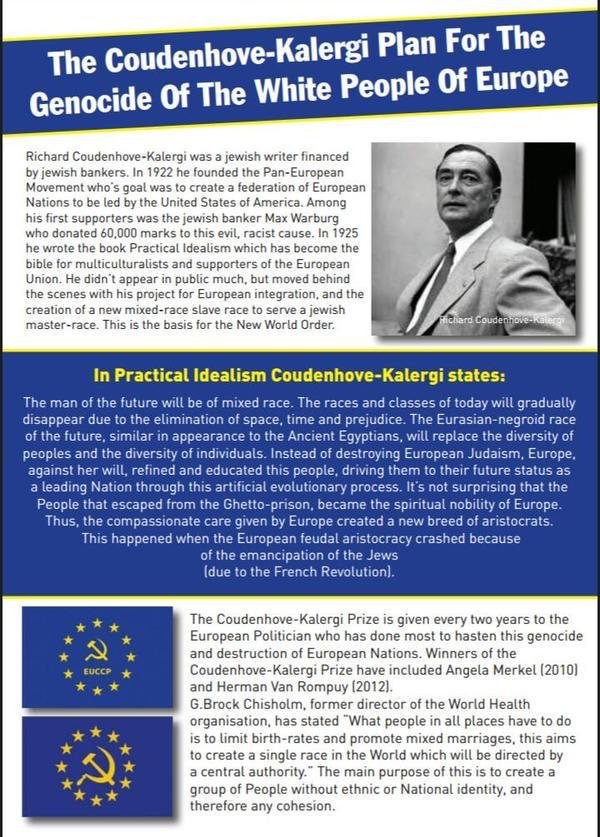 The Coudenhove-Kalergi Plan For The
Genocide Of The White People Of Europe
Richard Coudenhove-Kalergi was a jewish writer financed
by jewish bankers. In 1922 he founded the Pan-European
Movement who's goal was to create a federation of European
Nations to be led by the United States of America. Among
his first supporters was the jewish banker Max Warburg
who donated 60,000 marks to this evil, racist cause. In 1925
he wrote the book Practical Idealism which has become the
bible for multiculturalists and supporters of the European
Union. He didn't appear in public much, but moved behind
the scenes with his project for European integration, and the
creation of a new mixed-race slave race to serve a jewish
master-race. This is the basis for the New World Order.
Richard Coudenhove-Kalergi
In Practical Idealism Coudenhove-Kalergi states:
The man of the future will be of mixed race. The races and classes of today will gradually
disappear due to the elimination of space, time and prejudice. The Eurasian-negroid race
of the future, similar in appearance to the Ancient Egyptians, will replace the diversity of
peoples and the diversity of individuals. Instead of destroying European Judaism, Europe,
against her will, refined and educated this people, driving them to their future status as
a leading Nation through this artificial evolutionary process. It's not surprising that the
People that escaped from the Ghetto-prison, became the spiritual nobility of Europe.
Thus, the compassionate care given by Europe created a new breed of aristocrats.
This happened when the European feudal aristocracy crashed because
of the emancipation of the Jews
(due to the French Revolution).
EUCCP
The Coudenhove-Kalergi Prize is given every two years to the
European Politician who has done most to hasten this genocide
and destruction of European Nations. Winners of the
Coudenhove-Kalergi Prize have included Angela Merkel (2010)
and Herman Van Rompuy (2012).
G.Brock Chisholm, former director of the World Health
organisation, has stated "What people in all places have to do
is to limit birth-rates and promote mixed marriages, this aims
to create a single race in the World which will be directed by
a central authority." The main purpose of this is to create a
group of People without ethnic or National identity, and
therefore any cohesion.